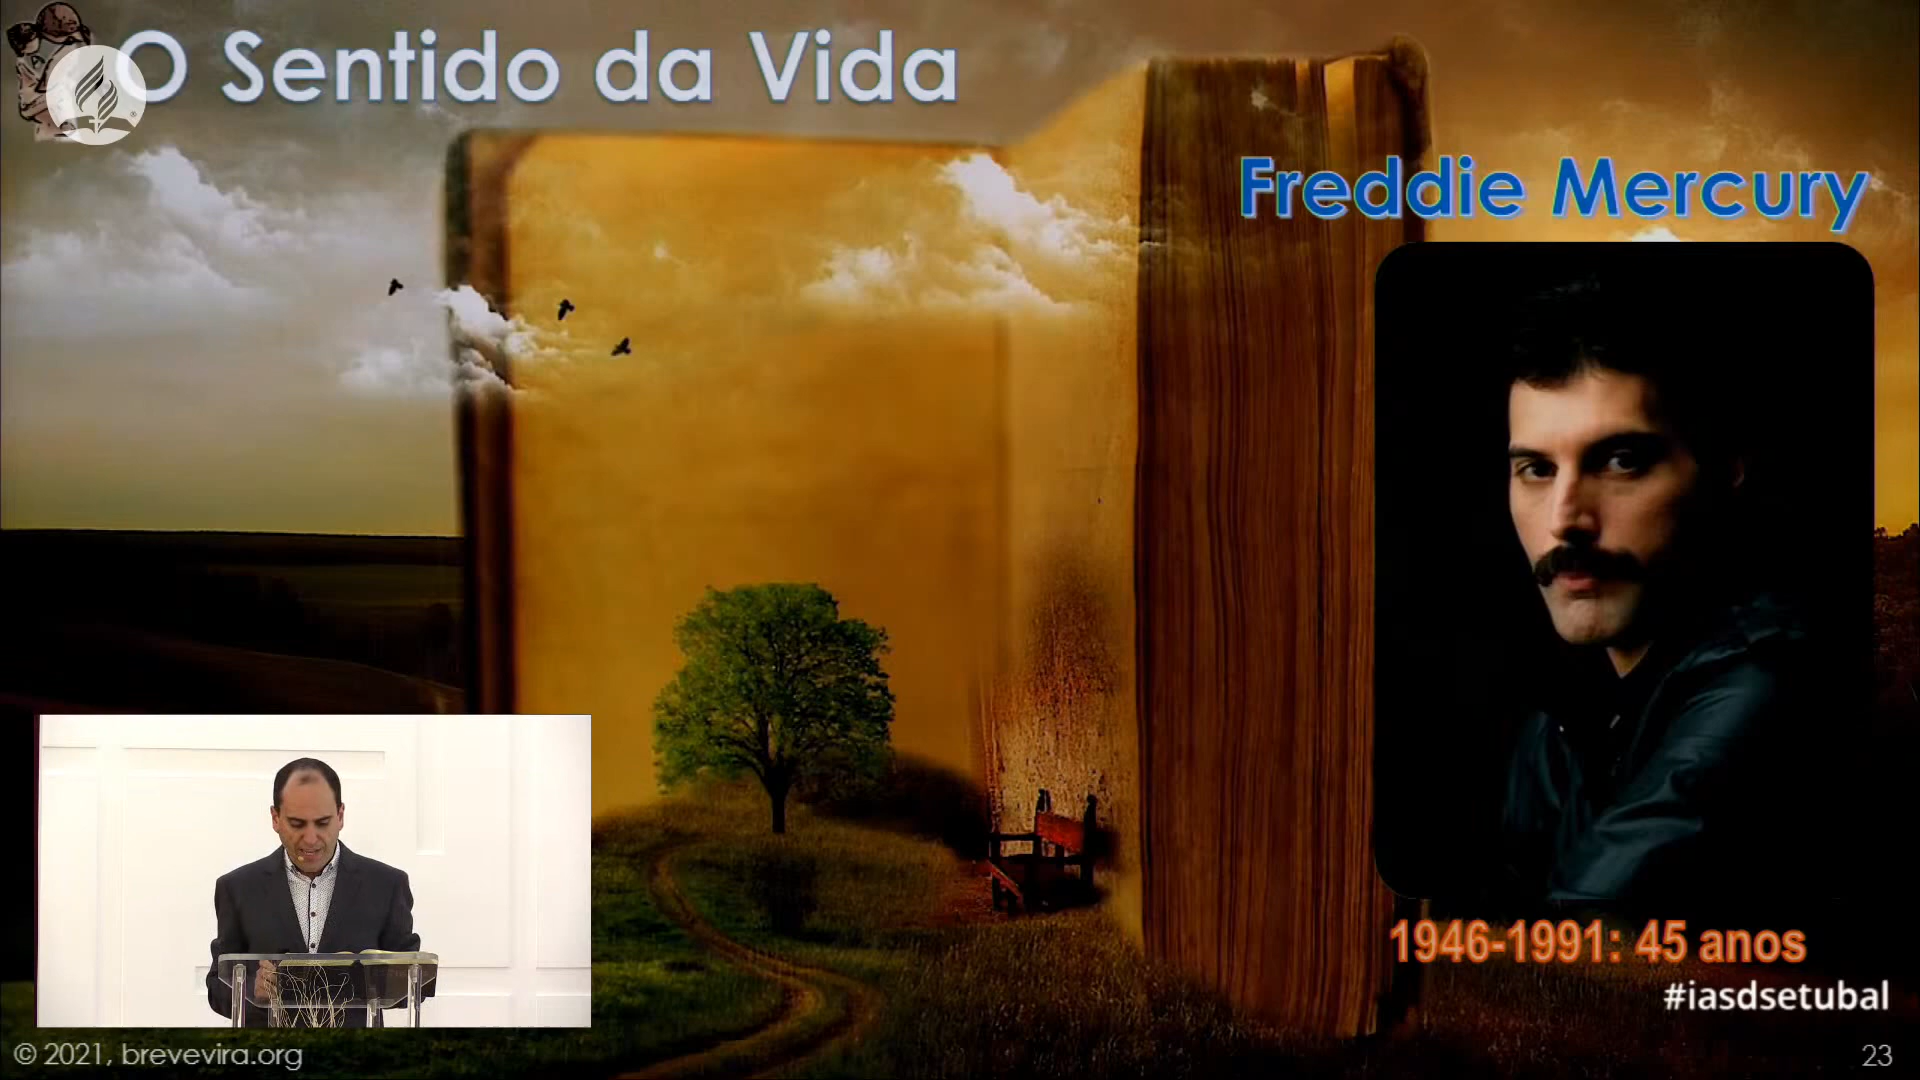 O Sentido da Vida
Freddie Mercury
1946-1991: 45 anos
#iasdsetubal
© 2021, brevevira.org
23